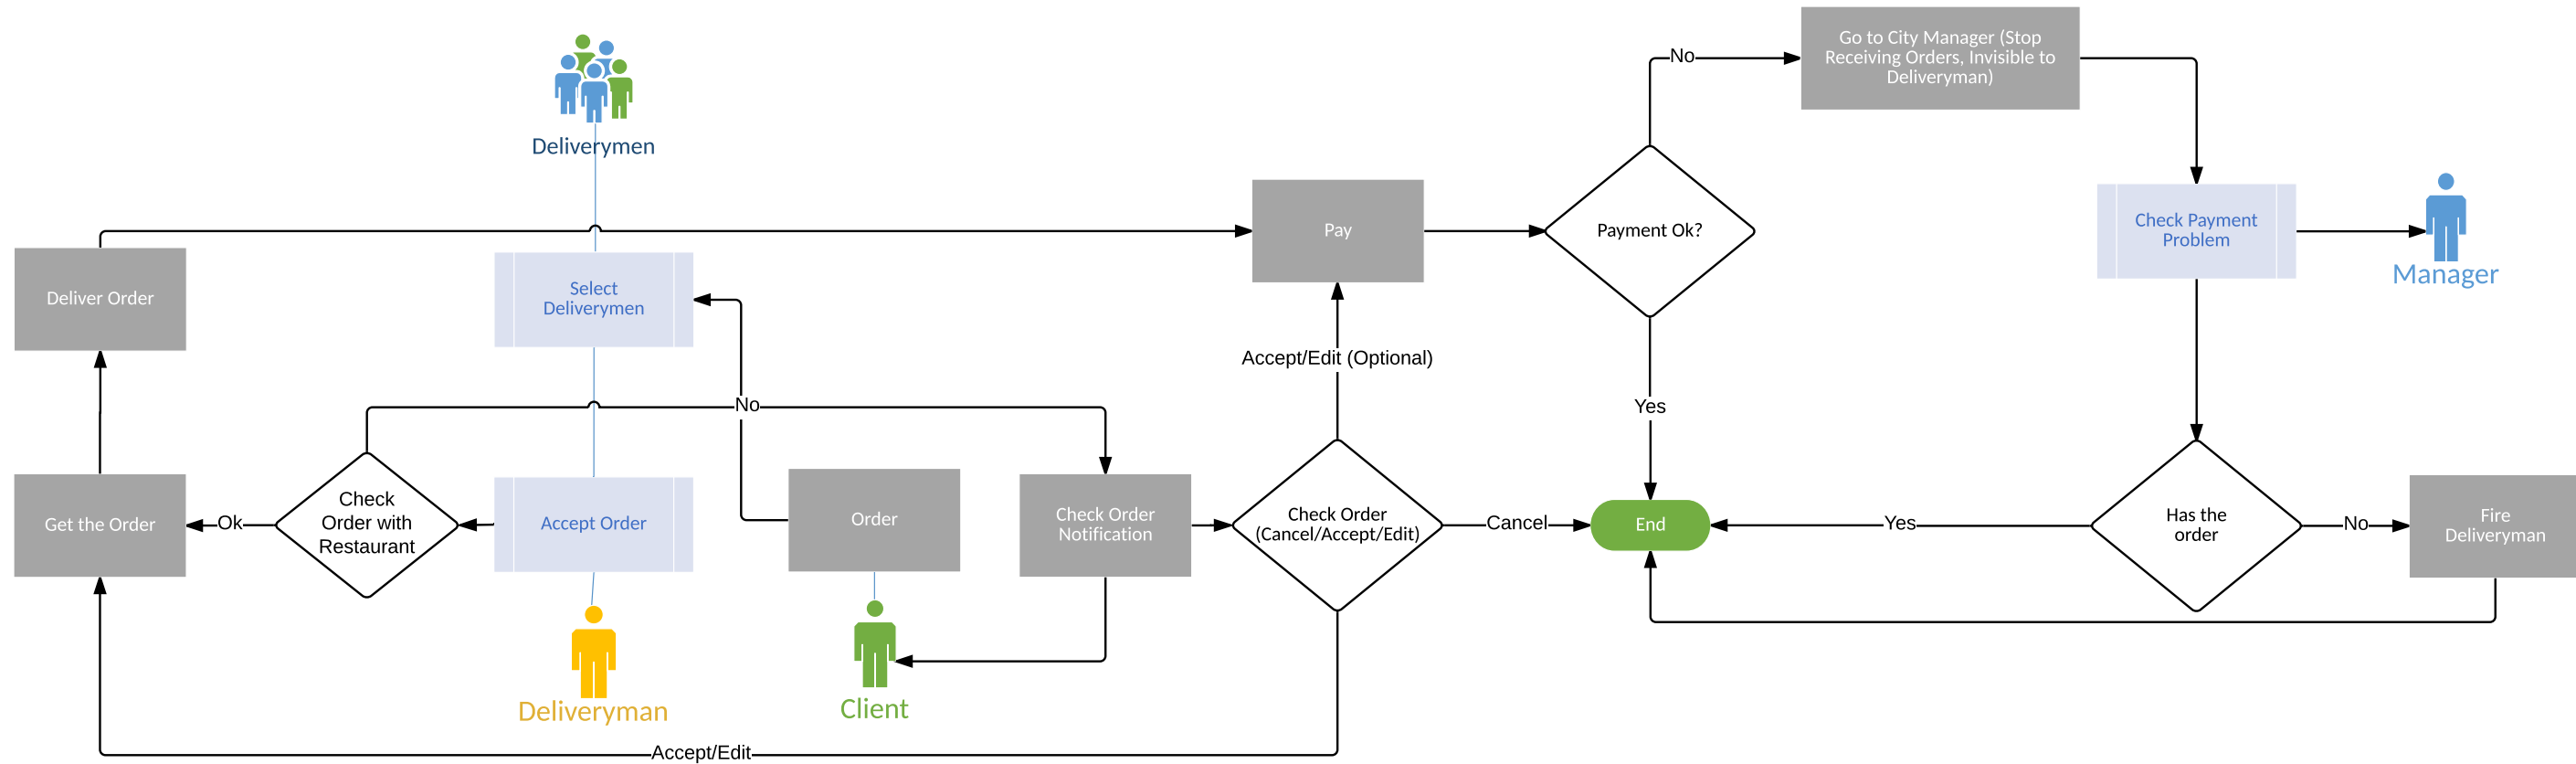 Go to City Manager (Stop
Receiving Orders, Invisible to
Deliveryman)
No
Deliverymen
Pay
Payment Ok?
Check Payment
Problem
Manager
Deliver Order
Select
Deliverymen
Accept/Edit (Optional)
No
Yes
Get the Order
Ok
Check
Order with
Restaurant
Accept Order
Order
Check Order
Notification
Check Order
(Cancel/Accept/Edit)
Cancel
End
Yes
Has the
order
No
Fire
Deliveryman
Deliveryman
Client
Accept/Edit